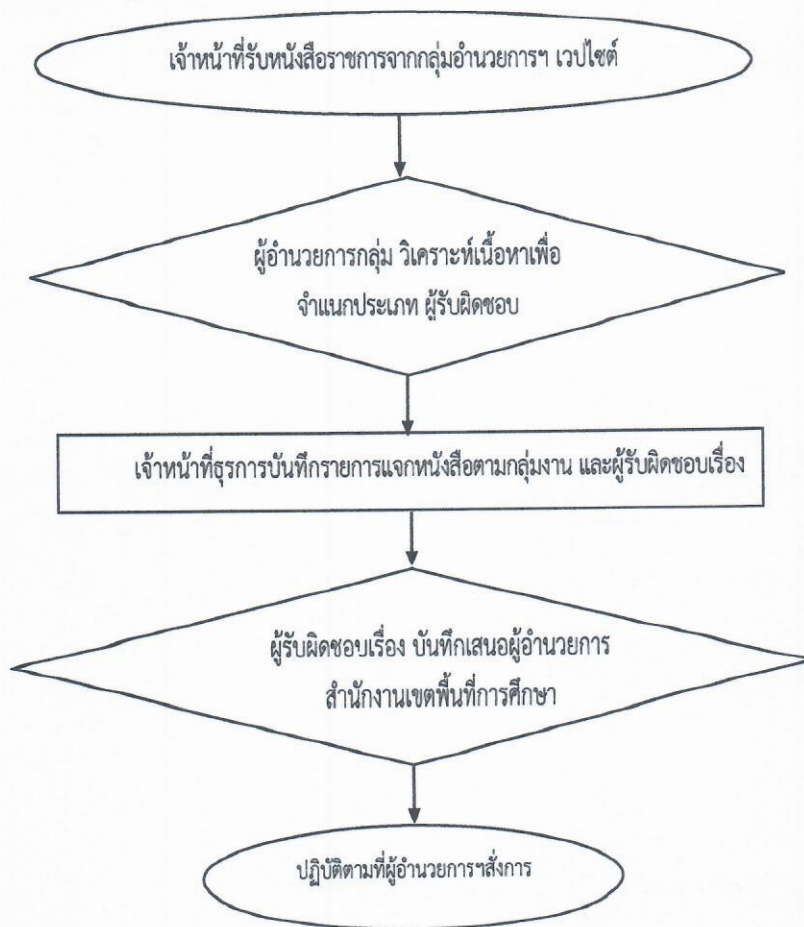 เจ้าหน้าที่รับหนังสือราชการจากกลุ่มอำนวยการฯ เวปไซต์
ผู้อำนวยการกลุ่ม วิเคราะห์เนื้อหาเพื่อ
จำแนกประเภท ผู้รับผิดชอบ
เจ้าหน้าที่ธุรการบันทึกรายการแจกหนังสือตามกลุ่มงาน และผู้รับผิดชอบเรื่อง
ผู้รับผิดชอบเรื่อง บันทึกเสนอผู้อำนวยการ
สำนักงานเขตพื้นที่การศึกษา
ปฏิบัติตามที่ผู้อำนวยการฯสั่งการ